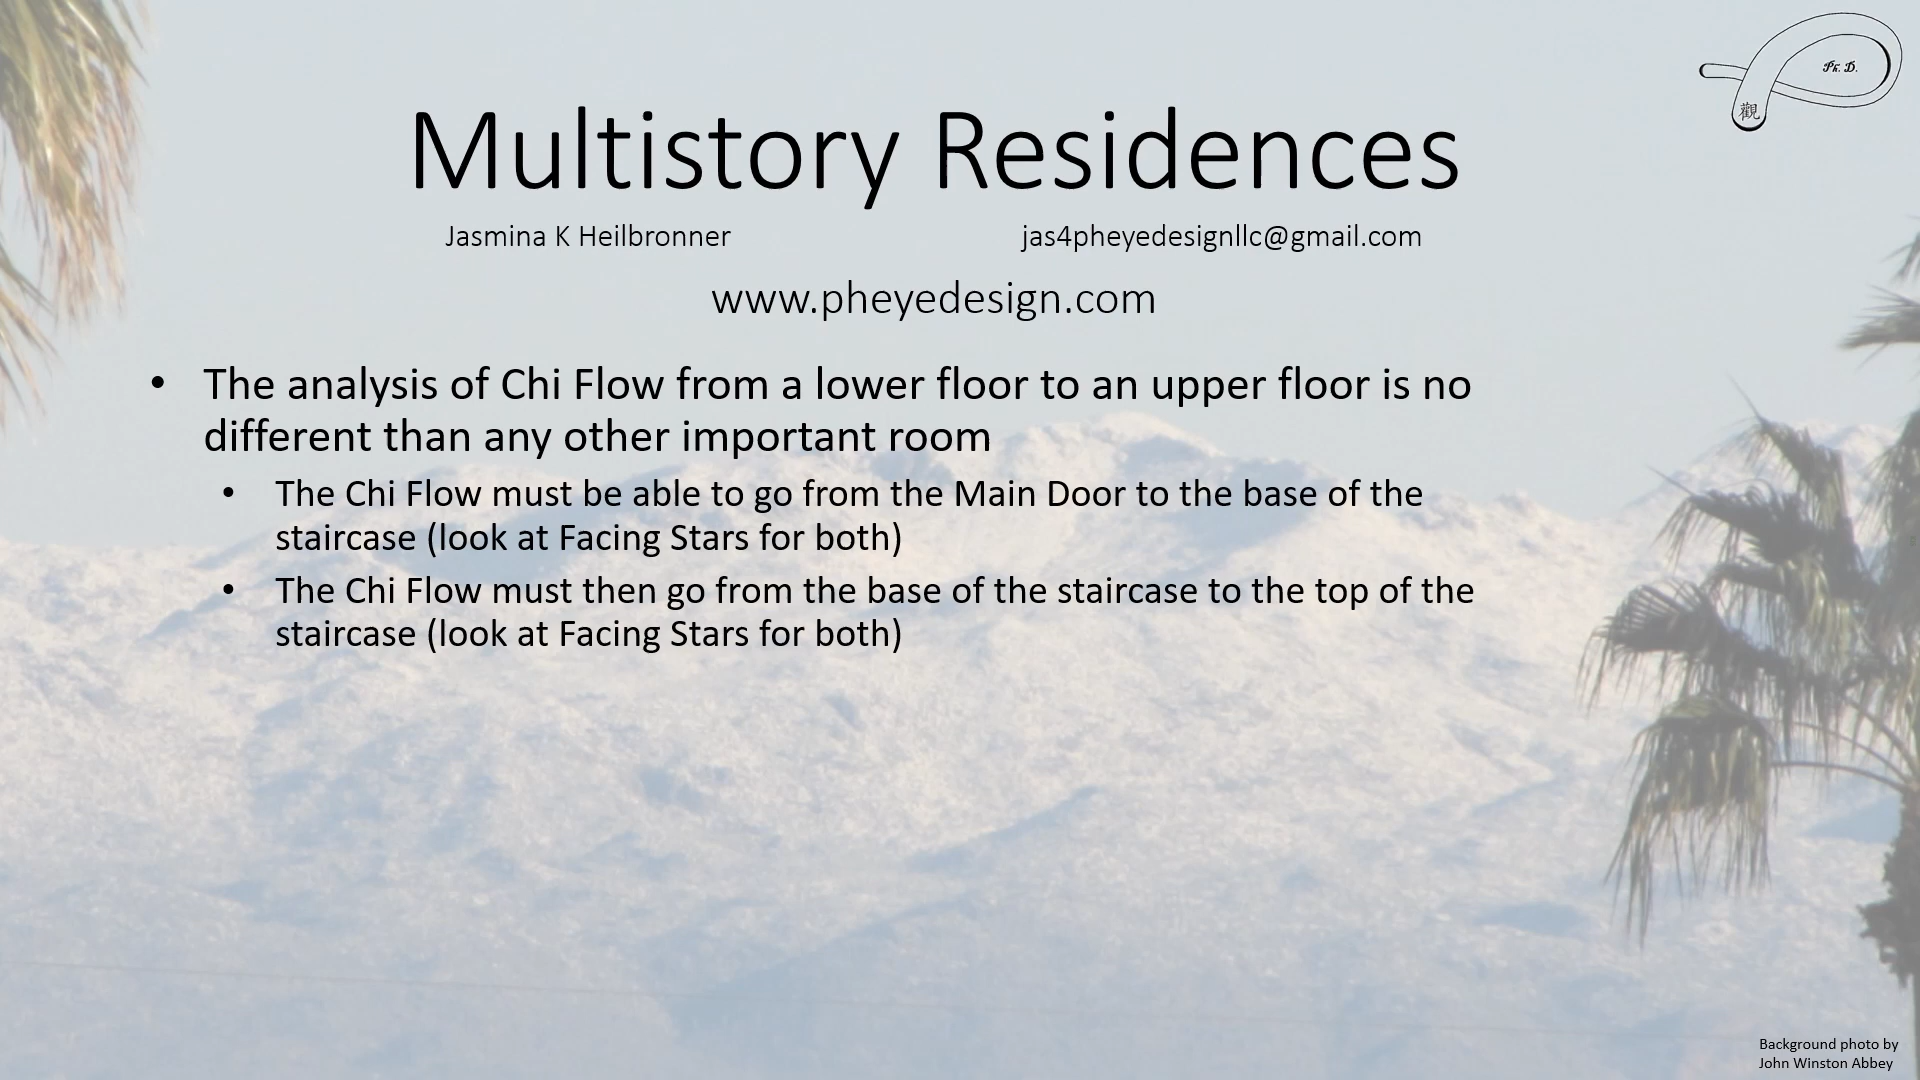 Ph. D.
觀
Multistory Residences
Jasmina K Heilbronner jas4pheyedesignllc@gmail.com
www.pheyedesign.com
• The analysis of Chi Flow from a lower floor to an upper floor is no
different than any other important room
• The Chi Flow must be able to go from the Main Door to the base of the
staircase (look at Facing Stars for both)
• The Chi Flow must then go from the base of the staircase to the top of the
staircase (look at Facing Stars for both)
Background photo by
John Winston Abbey